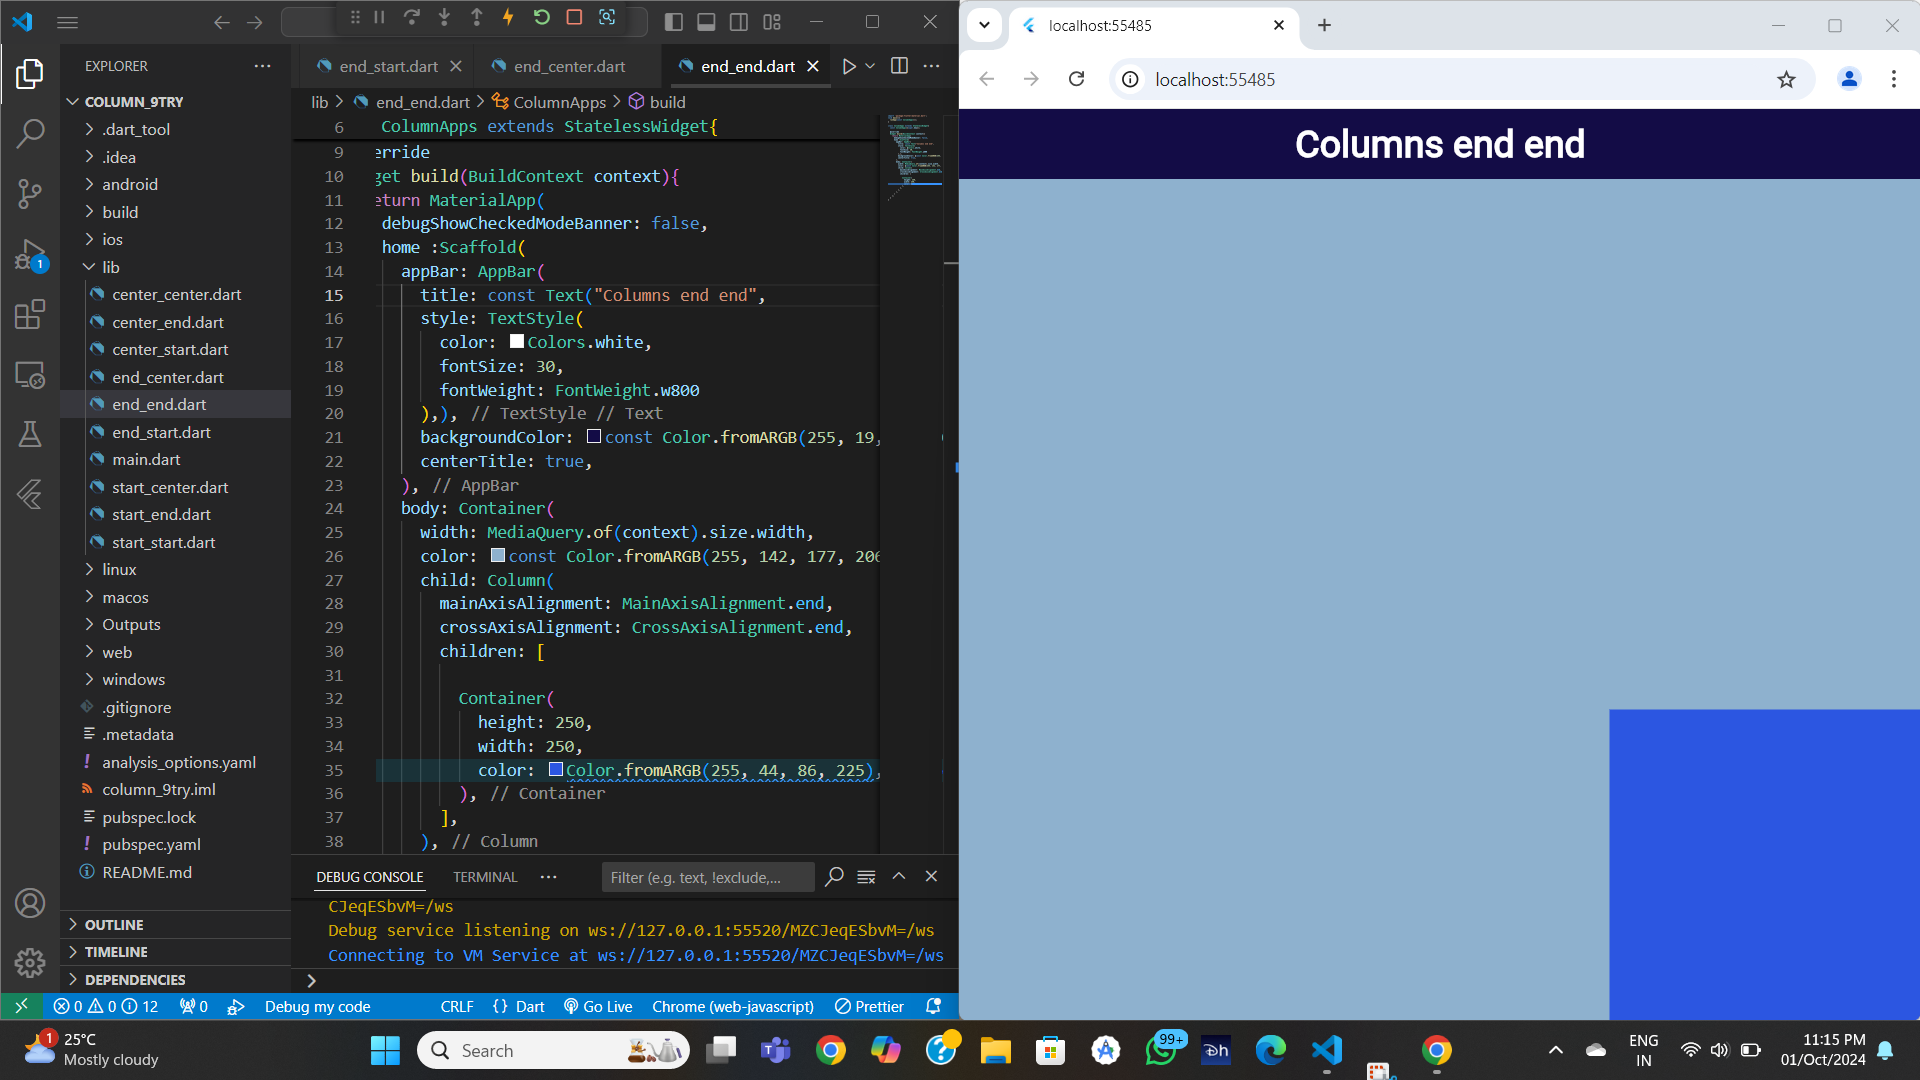 EXPLORER
COLUMN_9TRY
.dart_tool
.idea
android
build
ios
lib
center_center.dart
center_end.dart
center_start.dart
end_center.dart
end_end.dart
end_start.dart
main.dart
start_center.dart
start_end.dart
start_start.dart
linux
macos
Outputs
web
windows
.gitignore
.metadata
analysis_options.yaml
column_9try.iml
pubspec.lock
pubspec.yaml
README.md
OUTLINE
TIMELINE
DEPENDENCIES
1
end_start.dart end_center.dart end_end.dart
lib > end_end.dart > ColumnApps > build
6 ColumnApps extends StatelessWidget{
9 erride
10 get build(BuildContext context){
11 eturn MaterialApp(
12 debugShowCheckedModeBanner: false,
13 home :Scaffold(
14 appBar: AppBar(
15 title: const Text("Columns end end",
16 style: TextStyle(
17 color: Colors.white,
18 fontSize: 30,
19 fontWeight: FontWeight.w800
20 ),), // TextStyle // Text
21 backgroundColor: const Color.fromARGB(255, 19,
22 centerTitle: true,
23 ), // AppBar
24 body: Container(
25 width: MediaQuery.of(context).size.width,
26 color: const Color.fromARGB(255, 142, 177, 206
27 child: Column(
28 mainAxisAlignment: MainAxisAlignment.end,
29 crossAxisAlignment: CrossAxisAlignment.end,
30 children: [
31
32 Container(
33 height: 250,
34 width: 250,
35 color: Color.fromARGB(255, 44, 86, 225),
36 ), // Container
37 ],
38 ), // Column
DEBUG CONSOLE TERMINAL ··· Filter (e.g. text, !exclude,...
CJeqESbvM=/ws
Debug service listening on ws://127.0.0.1:55520/MZCJeqESbvM=/ws
Connecting to VM Service at ws://127.0.0.1:55520/MZCJeqESbvM=/ws
>
0 0 12 0 Debug my code CRLF {} Dart Go Live Chrome (web-javascript) Prettier
localhost:55485
localhost:55485
Columns end end
1 25°C
Mostly cloudy
Search
99+
ENG
IN
11:15 PM
01/Oct/2024